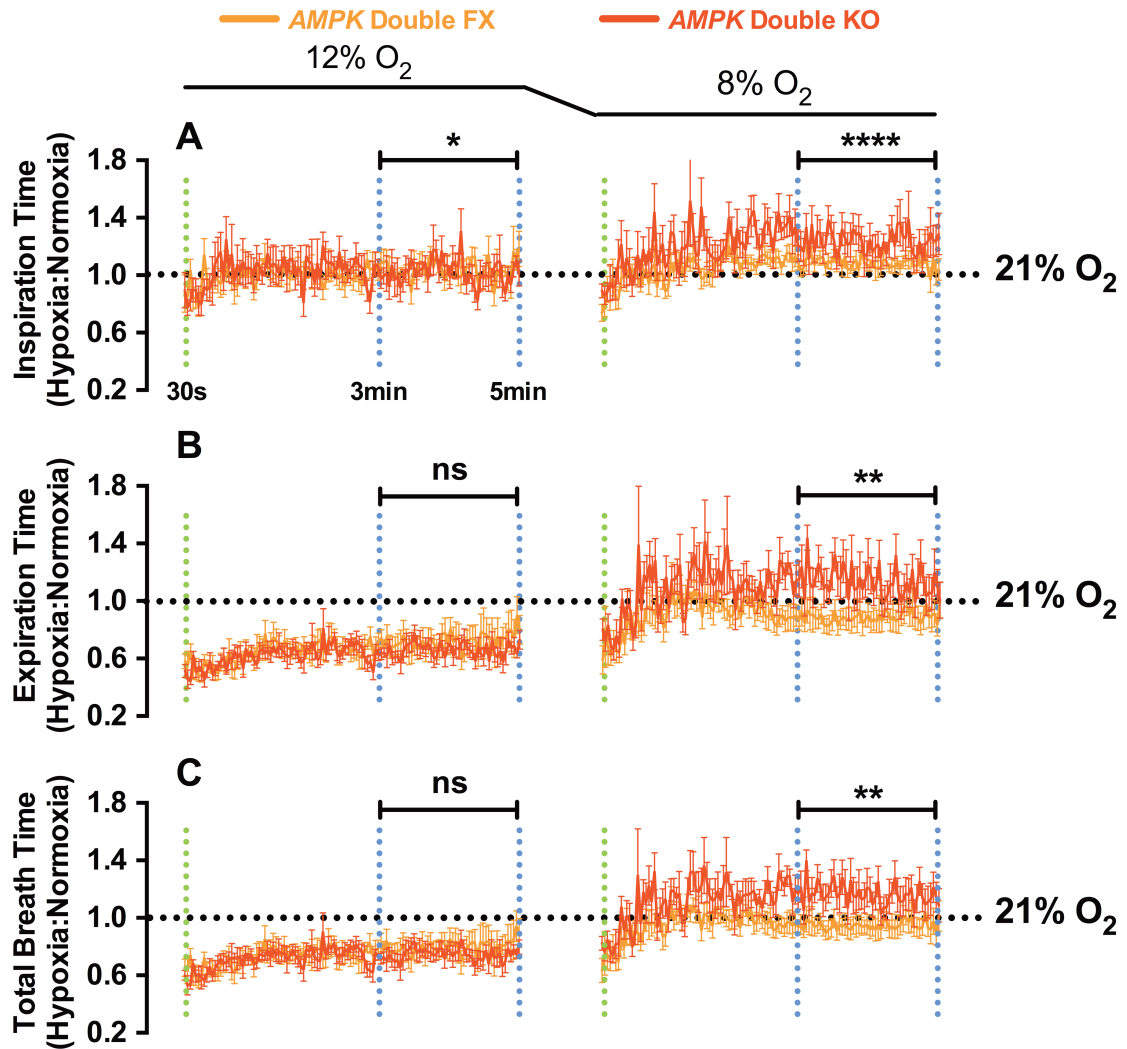 AMPK Double FX AMPK Double KO
12% O2
8% O2
A
* ****
1.8
1.4
1.0
0.6
0.2
Inspiration Time
(Hypoxia:Normoxia)
21% O2
30s 3min 5min
B
ns **
1.8
1.4
1.0
0.6
0.2
Expiration Time
(Hypoxia:Normoxia)
21% O2
C
ns **
1.8
1.4
1.0
0.6
0.2
Total Breath Time
(Hypoxia:Normoxia)
21% O2